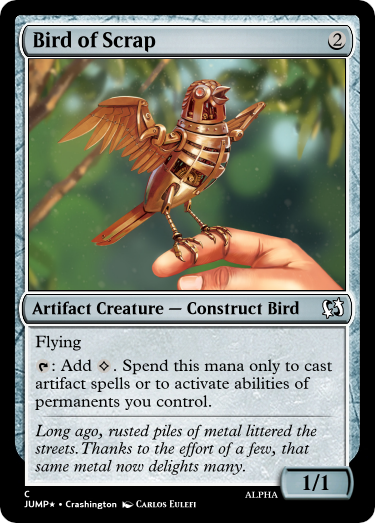 Bird of Scrap 2
Artifact Creature — Construct Bird
Flying
: Add . Spend this mana only to cast
artifact spells or to activate abilities of
permanents you control.
Long ago, rusted piles of metal littered the
streets.Thanks to the effort of a few, that
same metal now delights many.
1/1
C
JUMP★ • Crashington Carlos Eulefi
ALPHA